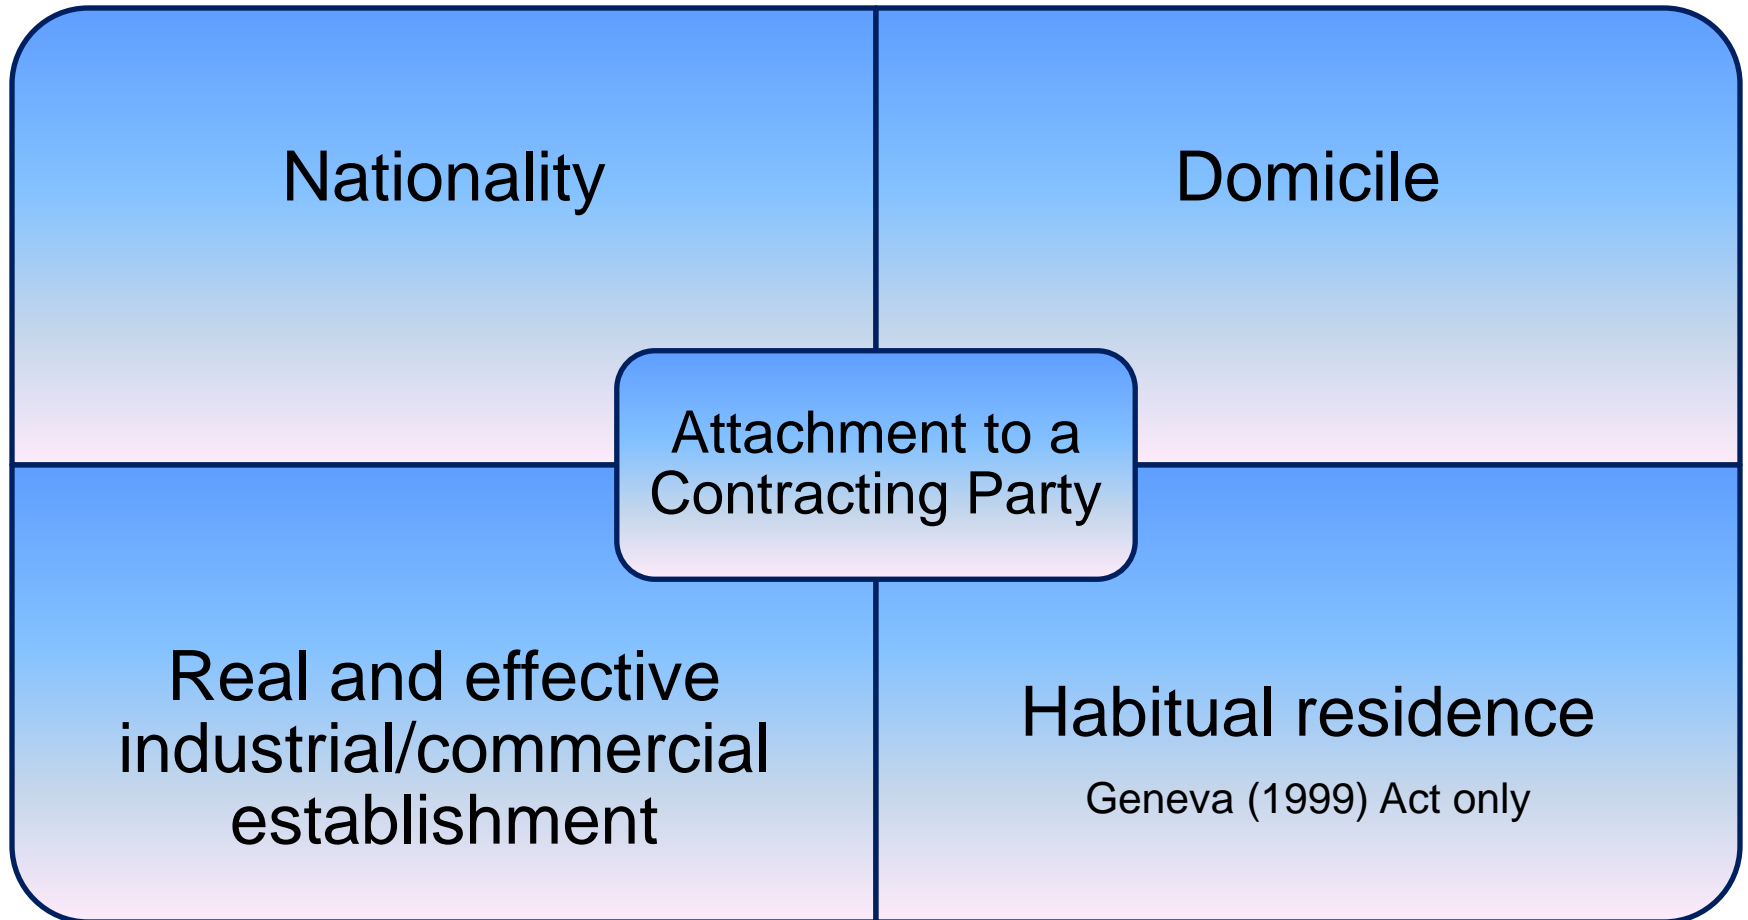 Nationality
Domicile
Attachment to a
Contracting Party
Real and effective
industrial/commercial
establishment
Habitual residence
Geneva (1999) Act only